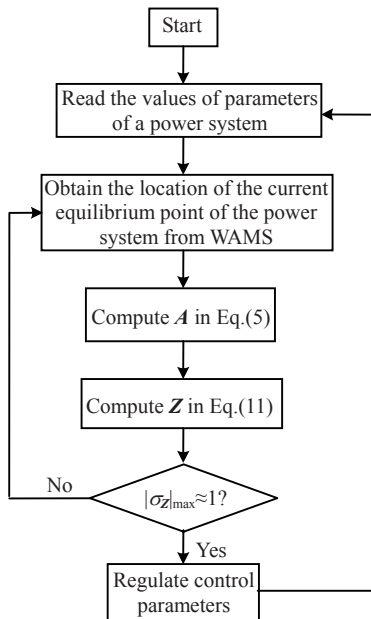 Start
Read the values of parameters
of a power system
Obtain the location of the current
equilibrium point of the power
system from WAMS
Compute A in Eq.(5)
Compute Z in Eq.(11)
No
|σZ|max≈1?
Yes
Regulate control
parameters